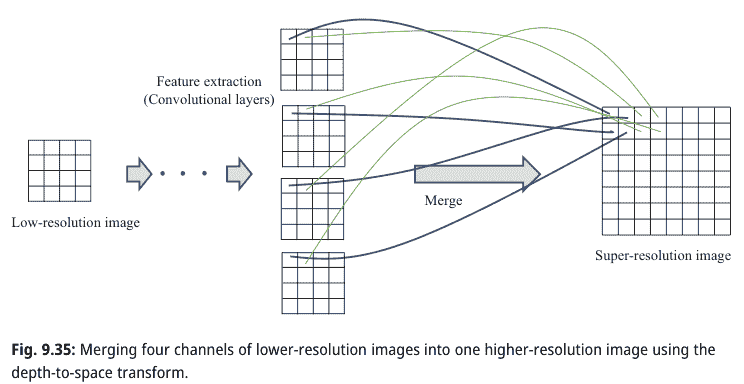 Feature extraction
(Convolutional layers)
Low-resolution image
Merge
Super-resolution image
Fig. 9.35: Merging four channels of lower-resolution images into one higher-resolution image using the
depth-to-space transform.